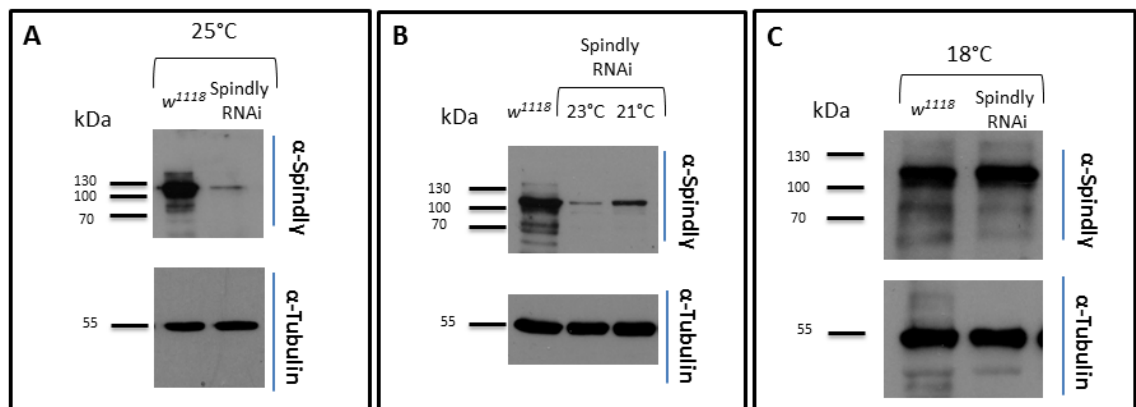 A
25°C
w1118
Spindly
RNAi
kDa
130
100
70
α-Spindly
55
α-Tubulin
B
Spindly
RNAi
w1118 23°C 21°C
kDa
130
100
70
α-Spindly
55
α-Tubulin
C
18°C
w1118
Spindly
RNAi
kDa
130
100
70
α-Spindly
55
α-Tubulin